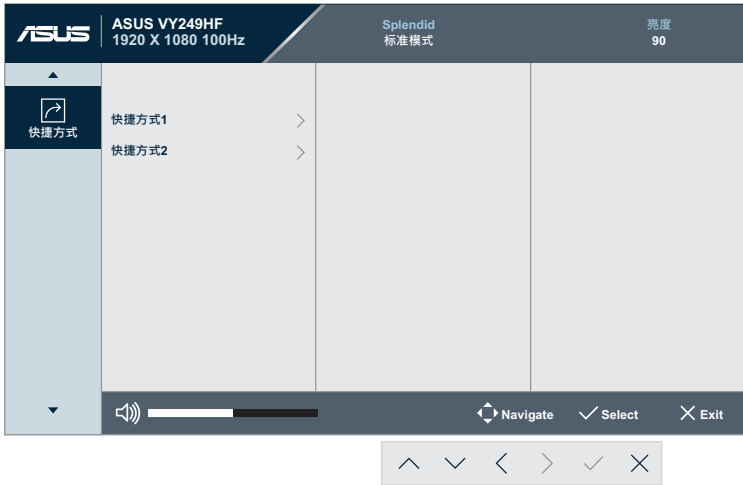 ASUS
ASUS VY249HF
1920 X 1080 100Hz
Splendid
标准模式
亮度
90
快捷方式
快捷方式1
快捷方式2
Navigate
Select
Exit